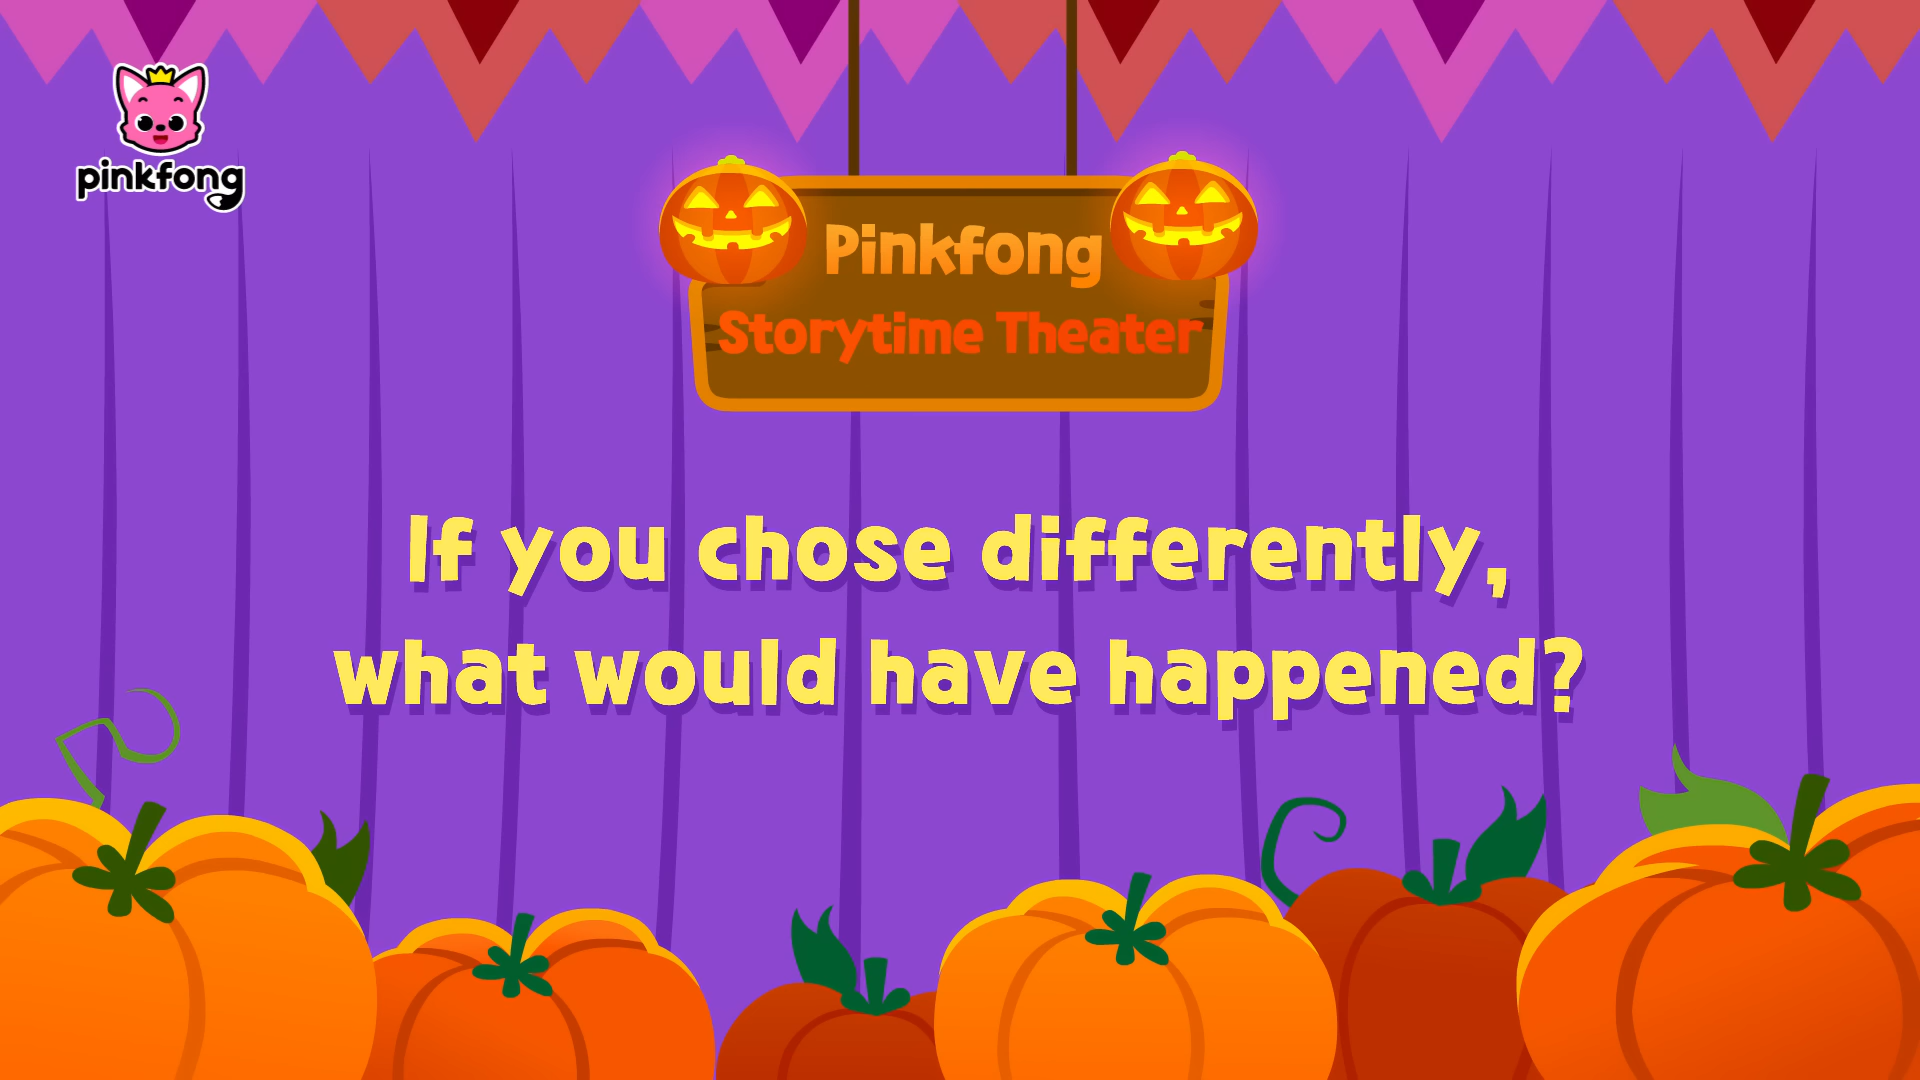 pinkfong
Pinkfong
Storytime Theater
If you chose differently,
what would have happened?